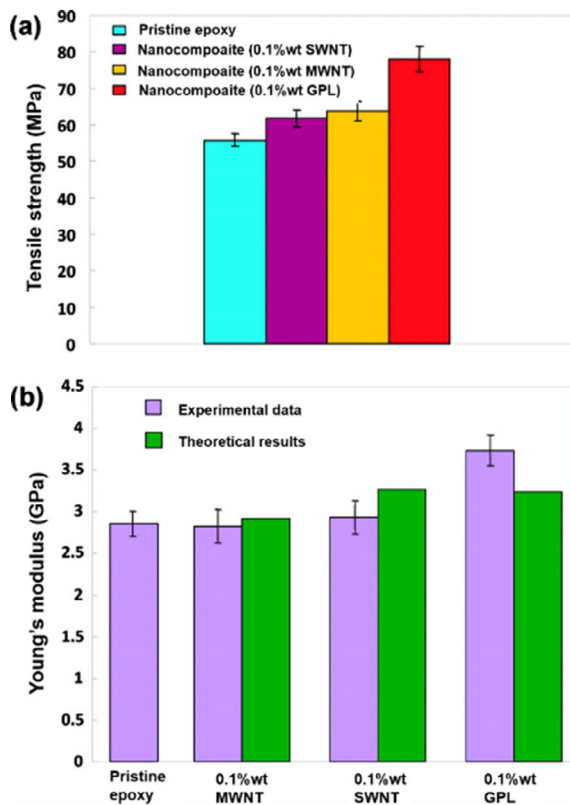 (a)
Pristine epoxy
Nanocompoaite (0.1%wt SWNT)
Nanocompoaite (0.1%wt MWNT)
Nanocompoaite (0.1%wt GPL)
Tensile strength (MPa)
90
80
70
60
50
40
30
20
10
0
(b)
Experimental data
Theoretical results
Young's modulus (GPa)
4.5
4
3.5
3
2.5
2
1.5
1
0.5
0
Pristine epoxy
0.1%wt MWNT
0.1%wt SWNT
0.1%wt GPL